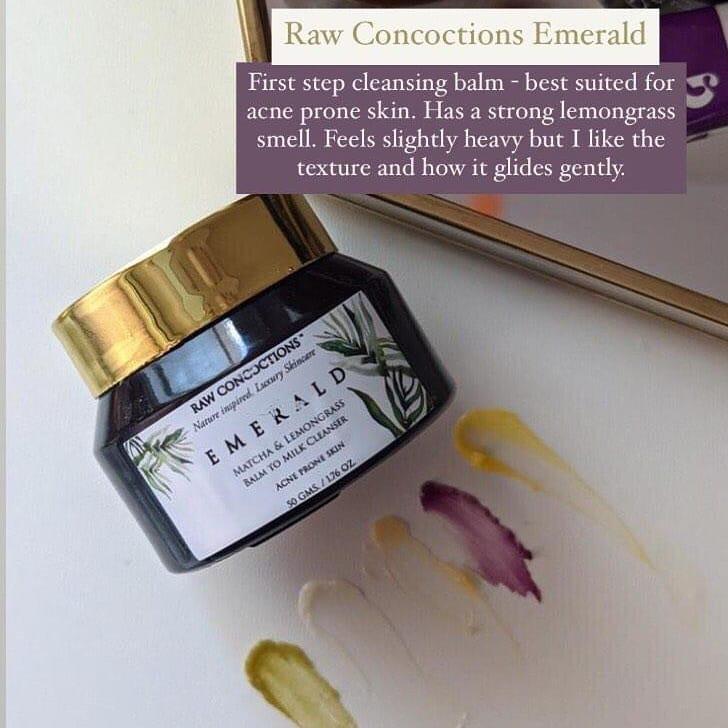 Raw Concoctions Emerald
First step cleansing balm - best suited for
acne prone skin. Has a strong lemongrass
smell. Feels slightly heavy but I like the
texture and how it glides gently.
RAW CONCOCTIONS™
Nature inspired, Luxury Skincare
EMERALD
MATCHA & LEMONGRASS
BALM TO MILK CLEANSER
ACNE PRONE SKIN
50 GMS. / 1.76 OZ.